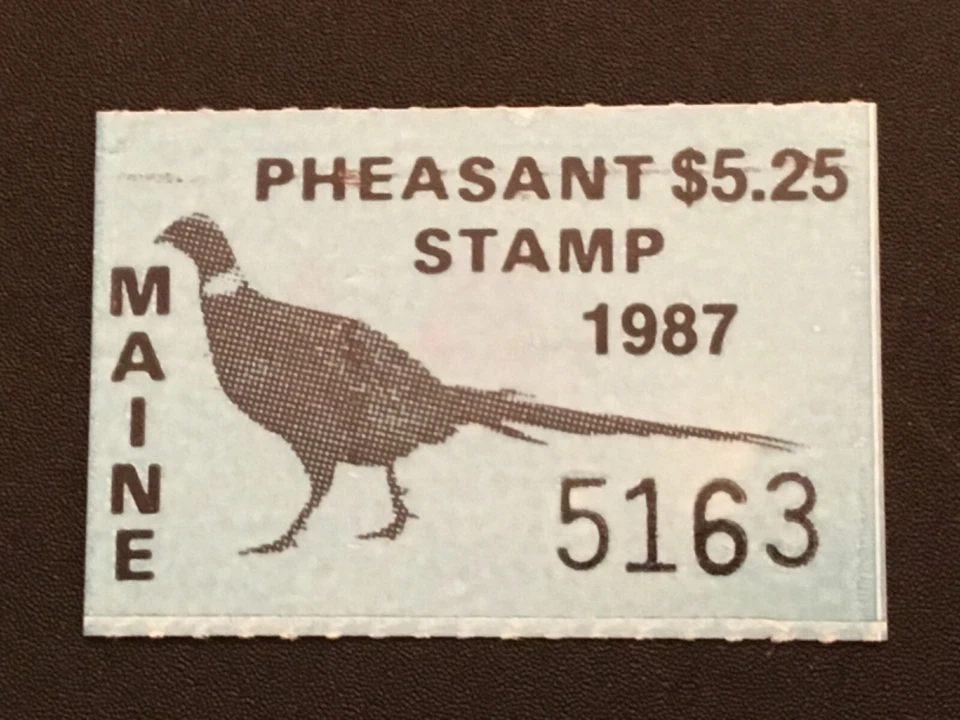 PHEASANT $5.25
STAMP
1987
MAINE
5163